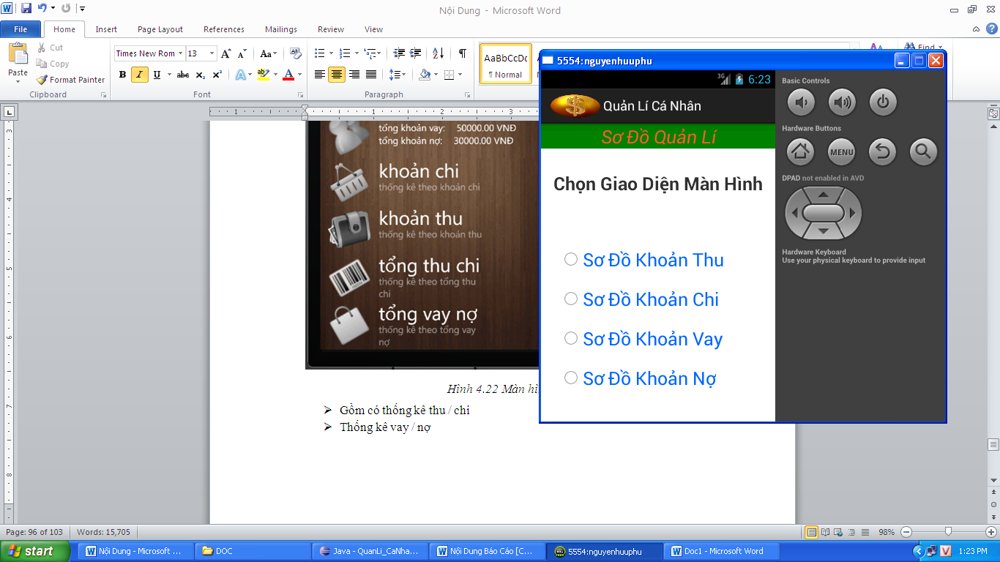 Nội Dung - Microsoft Word
File Home Insert Page Layout References Mailings Review View
Paste
Cut
Copy
Format Painter
Clipboard
Times New Rom 13
Font
Paragraph
AaBbCcDc
¶ Normal
Find
tổng khoản vay: 50000.00 VNĐ
tổng khoản nợ: 30000.00 VNĐ
khoản chi
thống kê theo khoản chi
khoản thu
thống kê theo khoản thu
tổng thu chi
thống kê theo tổng thu
chi
tổng vay nợ
thống kê theo tổng vay
nợ
Hình 4.22 Màn hì
Gồm có thống kê thu / chi
Thống kê vay / nợ
5554:nguyenhuuphu
3G 6:23
Quản Lí Cá Nhân
Sơ Đồ Quản Lí
Chọn Giao Diện Màn Hình
Sơ Đồ Khoản Thu
Sơ Đồ Khoản Chi
Sơ Đồ Khoản Vay
Sơ Đồ Khoản Nợ
Basic Controls
Hardware Buttons
MENU
DPAD not enabled in AVD
Hardware Keyboard
Use your physical keyboard to provide input
Page: 96 of 103 Words: 15,705 98%
start Nội Dung - Microsoft ... DOC Java - QuanLi_CaNha... Nội Dung Báo Cáo [C... 5554:nguyenhuuphu Doc1 - Microsoft Word V 1:23 PM